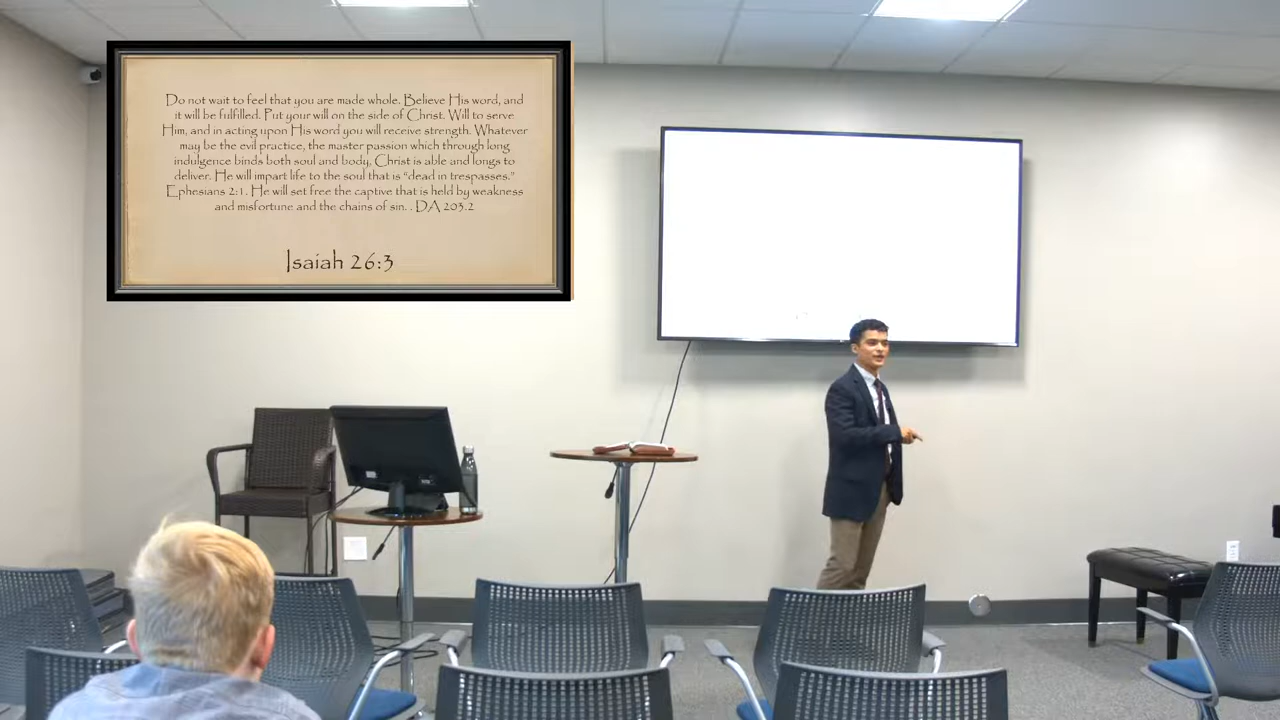 Do not wait to feel that you are made whole. Believe His word, and
it will be fulfilled. Put your will on the side of Christ. Will to serve
Him, and in acting upon His word you will receive strength. Whatever
may be the evil practice, the master passion which through long
indulgence binds both soul and body, Christ is able and longs to
deliver. He will impart life to the soul that is “dead in trespasses.”
Ephesians 2:1. He will set free the captive that is held by weakness
and misfortune and the chains of sin. . DA 203.2
Isaiah 26:3